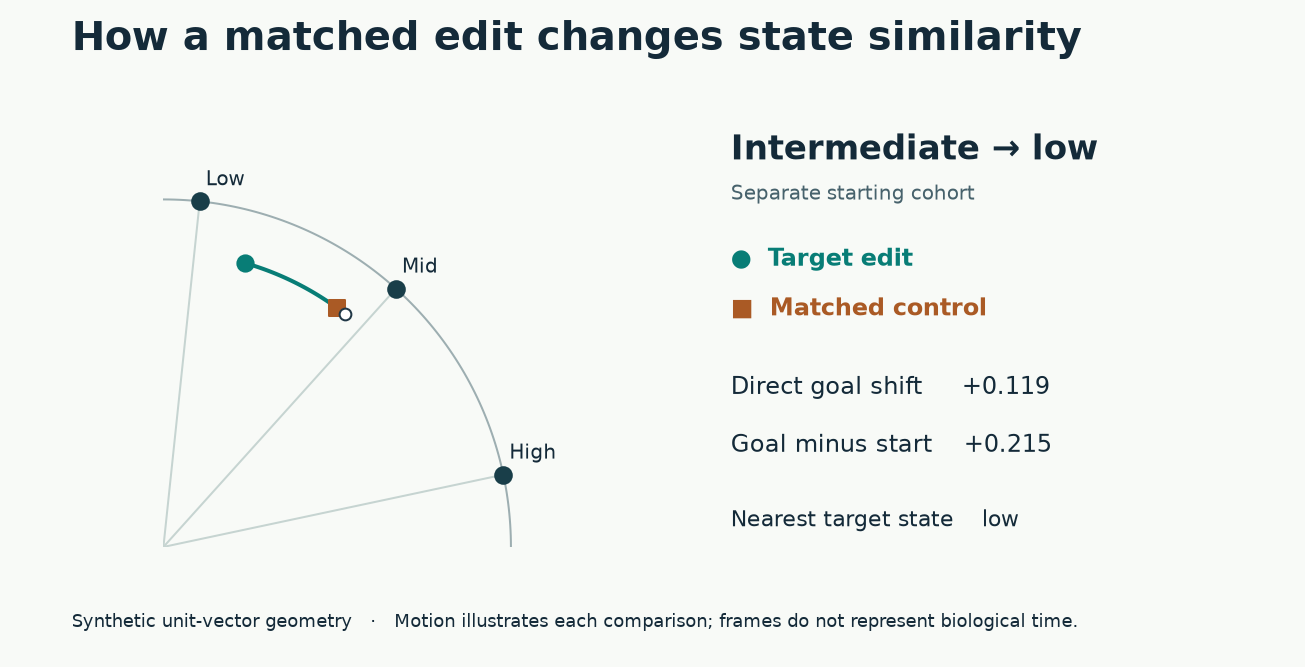 How a matched edit changes state similarity
Intermediate → low
Separate starting cohort
Low
Mid
High
Target edit
Matched control
Direct goal shift +0.119
Goal minus start +0.215
Nearest target state low
Synthetic unit-vector geometry · Motion illustrates each comparison; frames do not represent biological time.